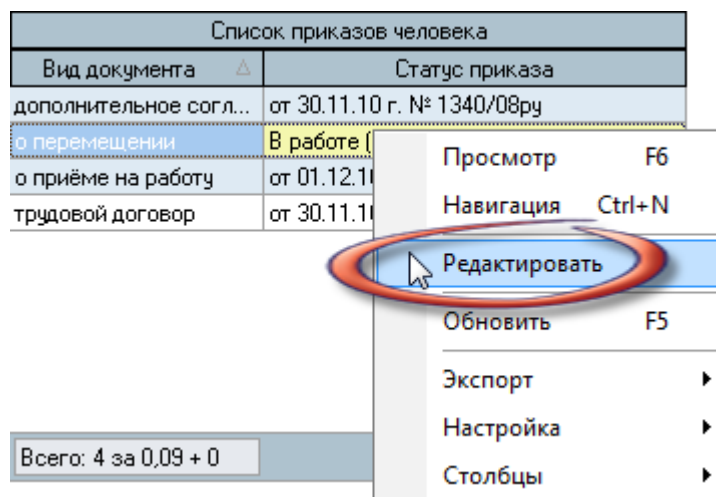 Список приказов человека
Вид документа Статус приказа
дополнительное согл... от 30.11.10 г. № 1340/08ру
о перемещении В работе (
о приёме на работу от 01.12.1
трудовой договор от 30.11.1
Просмотр F6
Навигация Ctrl+N
Редактировать
Обновить F5
Экспорт
Настройка
Столбцы
Всего: 4 за 0,09 + 0